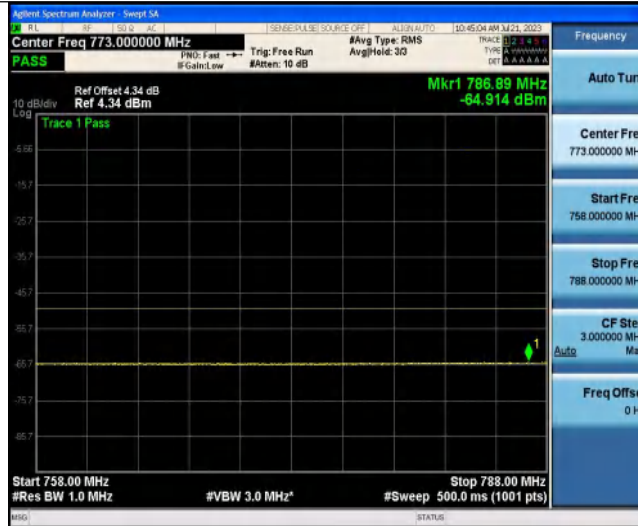 Agilent Spectrum Analyzer - Swept SA
RL RF 50 Ω AC SENSE:PULSE SOURCE OFF ALIGN AUTO 10:45:04 AM Jul 21, 2023
Center Freq 773.000000 MHz
PASS
PNO: Fast
IFGain:Low
Trig: Free Run
#Atten: 10 dB
#Avg Type: RMS
Avg|Hold: 3/3
TRACE 1 2 3 4 5 6
TYPE A
DET A A A A A A
Ref Offset 4.34 dB
Ref 4.34 dBm
10 dB/div
Log
Mkr1 786.89 MHz
-64.914 dBm
Trace 1 Pass
-5.66
-15.7
-25.7
-35.7
-45.7
-55.7
1
-65.7
-75.7
-85.7
Start 758.00 MHz
Stop 788.00 MHz
#Res BW 1.0 MHz
#VBW 3.0 MHz*
#Sweep 500.0 ms (1001 pts)
MSG
STATUS
Frequency
Auto Tun
Center Fre
773.000000 MH
Start Fre
758.000000 MH
Stop Fre
788.000000 MH
CF Ste
3.000000 MH
Auto Ma
Freq Offse
0 H